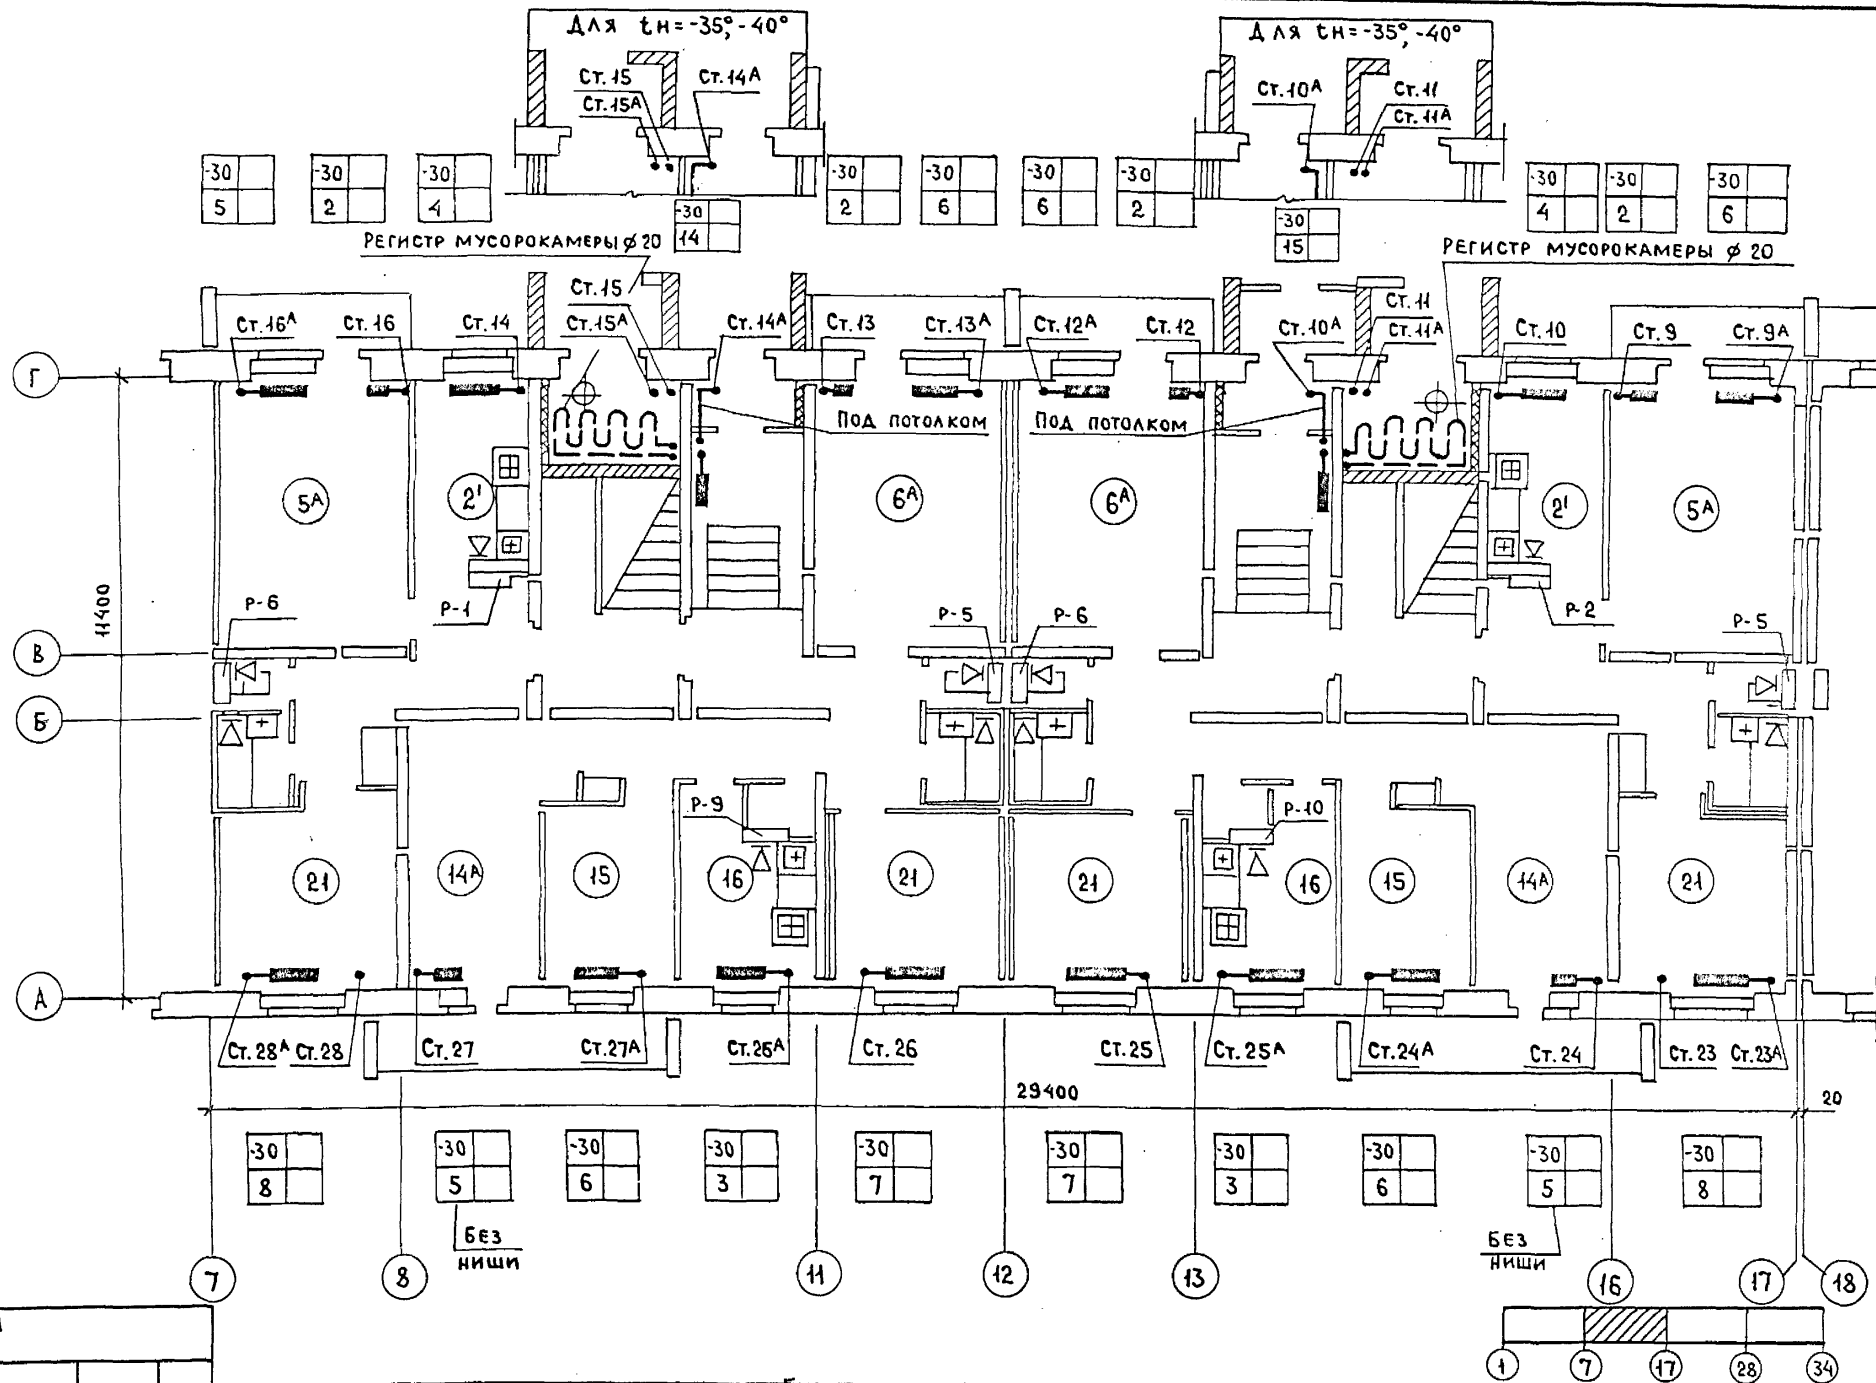 Для tн=-35°,-40°
Для tн=-35°,-40°
Ст.15
Ст.14А
Ст.15А
Ст.10А
Ст.11
Ст.11А
-30
5
-30
2
-30
4
-30
14
-30
2
-30
6
-30
6
-30
2
-30
15
-30
4
-30
2
-30
6
Регистр мусорокамеры ⌀20
Регистр мусорокамеры ⌀ 20
Ст.16А
Ст.16
Ст.14
Ст.15
Ст.15А
Ст.14А
Ст.13
Ст.13А
Ст.12А
Ст.12
Ст.10А
Ст.11
Ст.11А
Ст.10
Ст.9
Ст.9А
Г
Под потолком
Под потолком
5А
2'
6А
6А
2'
5А
11400
Р-6
Р-1
Р-5
Р-6
Р-2
Р-5
В
Б
Р-9
Р-10
21
14А
15
16
21
21
16
15
14А
21
А
Ст.28А
Ст.28
Ст.27
Ст.27А
Ст.26А
Ст.26
Ст.25
Ст.25А
Ст.24А
Ст.24
Ст.23
Ст.23А
29400
20
-30
8
-30
5
-30
6
-30
3
-30
7
-30
7
-30
3
-30
6
-30
5
-30
8
Без
ниши
Без
ниши
7
8
11
12
13
16
17
18
1
7
17
28
34